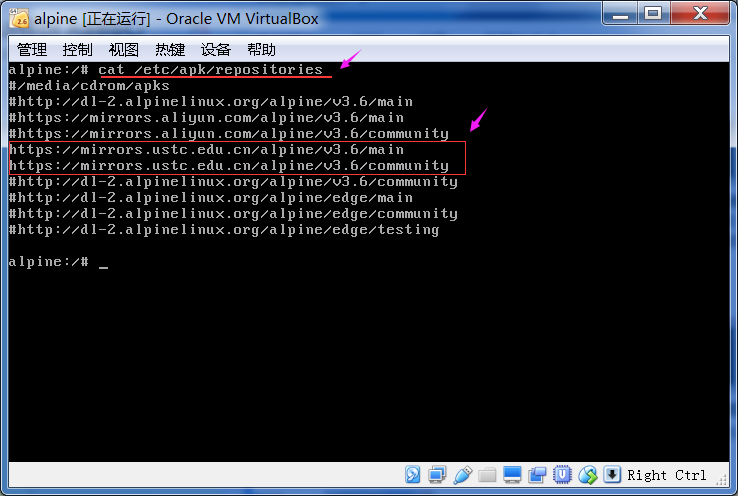 alpine [正在运行] - Oracle VM VirtualBox
管理 控制 视图 热键 设备 帮助
alpine:/# cat /etc/apk/repositories
#/media/cdrom/apks
#http://dl-2.alpinelinux.org/alpine/v3.6/main
#https://mirrors.aliyun.com/alpine/v3.6/main
#https://mirrors.aliyun.com/alpine/v3.6/community
https://mirrors.ustc.edu.cn/alpine/v3.6/main
https://mirrors.ustc.edu.cn/alpine/v3.6/community
#http://dl-2.alpinelinux.org/alpine/v3.6/community
#http://dl-2.alpinelinux.org/alpine/edge/main
#http://dl-2.alpinelinux.org/alpine/edge/community
#http://dl-2.alpinelinux.org/alpine/edge/testing
alpine:/# _
Right Ctrl